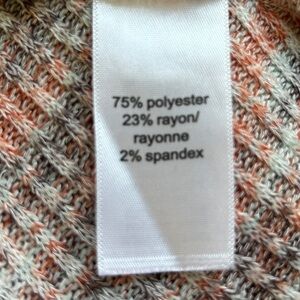 75% polyester
23% rayon/
rayonne
2% spandex